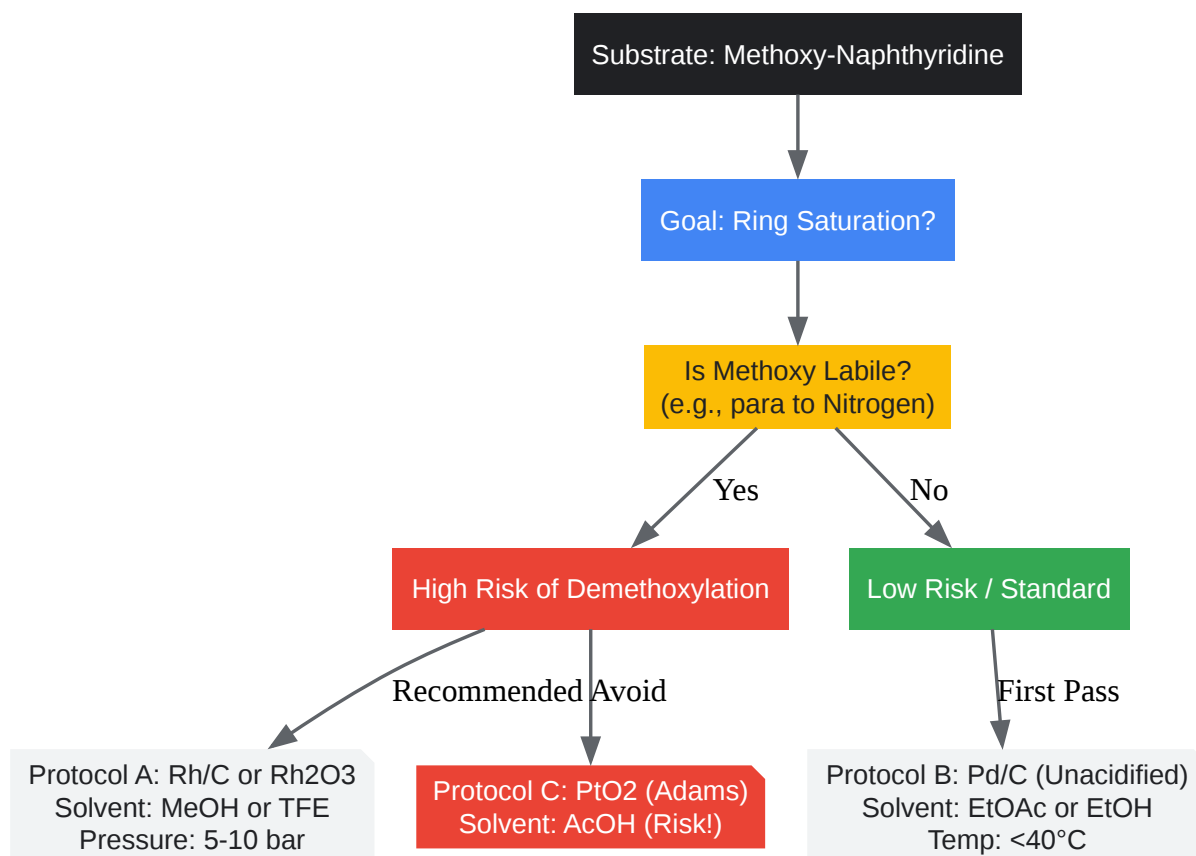 Substrate: Methoxy-Naphthyridine
Goal: Ring Saturation?
Is Methoxy Labile?
(e.g., para to Nitrogen)
Yes
No
High Risk of Demethoxylation
Low Risk / Standard
Recommended
Avoid
First Pass
Protocol A: Rh/C or Rh2O3
Solvent: MeOH or TFE
Pressure: 5-10 bar
Protocol C: PtO2 (Adams)
Solvent: AcOH (Risk!)
Protocol B: Pd/C (Unacidified)
Solvent: EtOAc or EtOH
Temp: <40°C